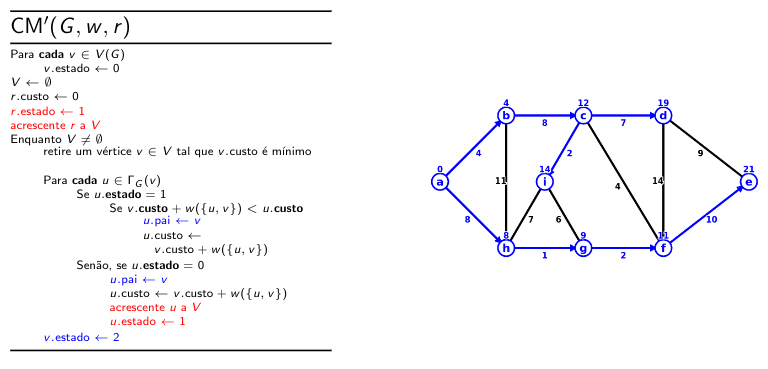 CM′(G, w, r)
Para cada v ∈ V(G)
v.estado ← 0
V ← ∅
r.custo ← 0
r.estado ← 1
acrescente r a V
Enquanto V ≠ ∅
retire um vértice v ∈ V tal que v.custo é mínimo
Para cada u ∈ Γ_G(v)
Se u.estado = 1
Se v.custo + w({u, v}) < u.custo
u.pai ← v
u.custo ←
v.custo + w({u, v})
Senão, se u.estado = 0
u.pai ← v
u.custo ← v.custo + w({u, v})
acrescente u a V
u.estado ← 1
v.estado ← 2
4 12 19
b c d
8 7
4 2 9
0 14 21
a 11 i 4 14 e
8 7 6 10
8 9 11
h g f
1 2